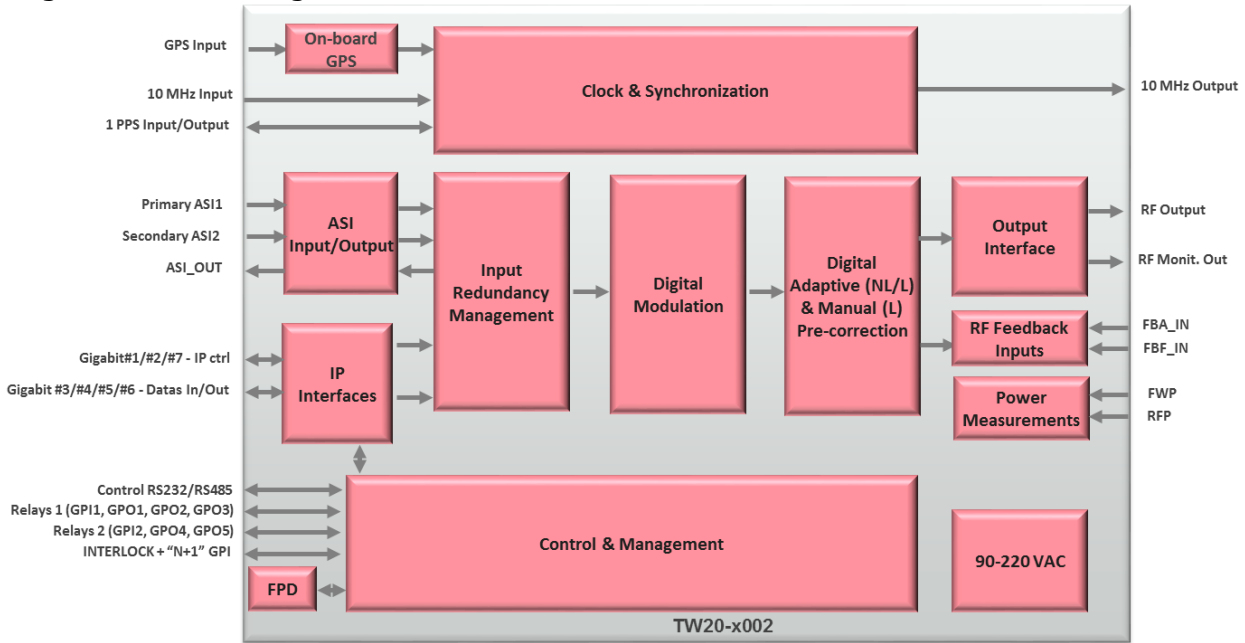 GPS Input
On-board
GPS
Clock & Synchronization
10 MHz Input
1 PPS Input/Output
10 MHz Output
Primary ASI1
Secondary ASI2
ASI_OUT
ASI
Input/Output
Input
Redundancy
Management
Digital
Modulation
Digital
Adaptive (NL/L)
& Manual (L)
Pre-correction
Output
Interface
RF Output
RF Monit. Out
Gigabit#1/#2/#7 - IP ctrl
Gigabit #3/#4/#5/#6 - Datas In/Out
IP
Interfaces
RF Feedback
Inputs
FBA_IN
FBF_IN
Power
Measurements
FWP
RFP
Control RS232/RS485
Relays 1 (GPI1, GPO1, GPO2, GPO3)
Relays 2 (GPI2, GPO4, GPO5)
INTERLOCK + “N+1” GPI
FPD
Control & Management
90-220 VAC
TW20-x002